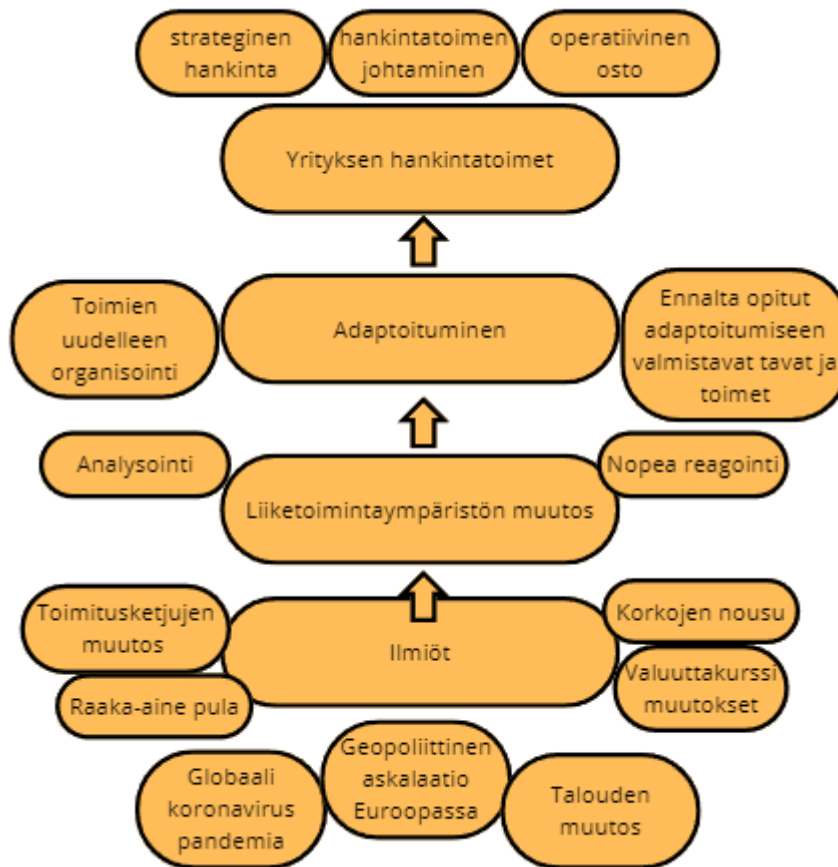 strateginen
hankinta
hankintatoimen
johtaminen
operatiivinen
osto
Yrityksen hankintatoimet
Toimien
uudelleen
organisointi
Adaptoituminen
Ennalta opitut
adaptoitumiseen
valmistavat tavat ja
toimet
Analysointi
Liiketoimintaympäristön muutos
Nopea reagointi
Toimitusketjujen
muutos
Ilmiöt
Korkojen nousu
Raaka-aine pula
Valuuttakurssi
muutokset
Globaali
koronavirus
pandemia
Geopoliittinen
askalaatio
Euroopassa
Talouden
muutos